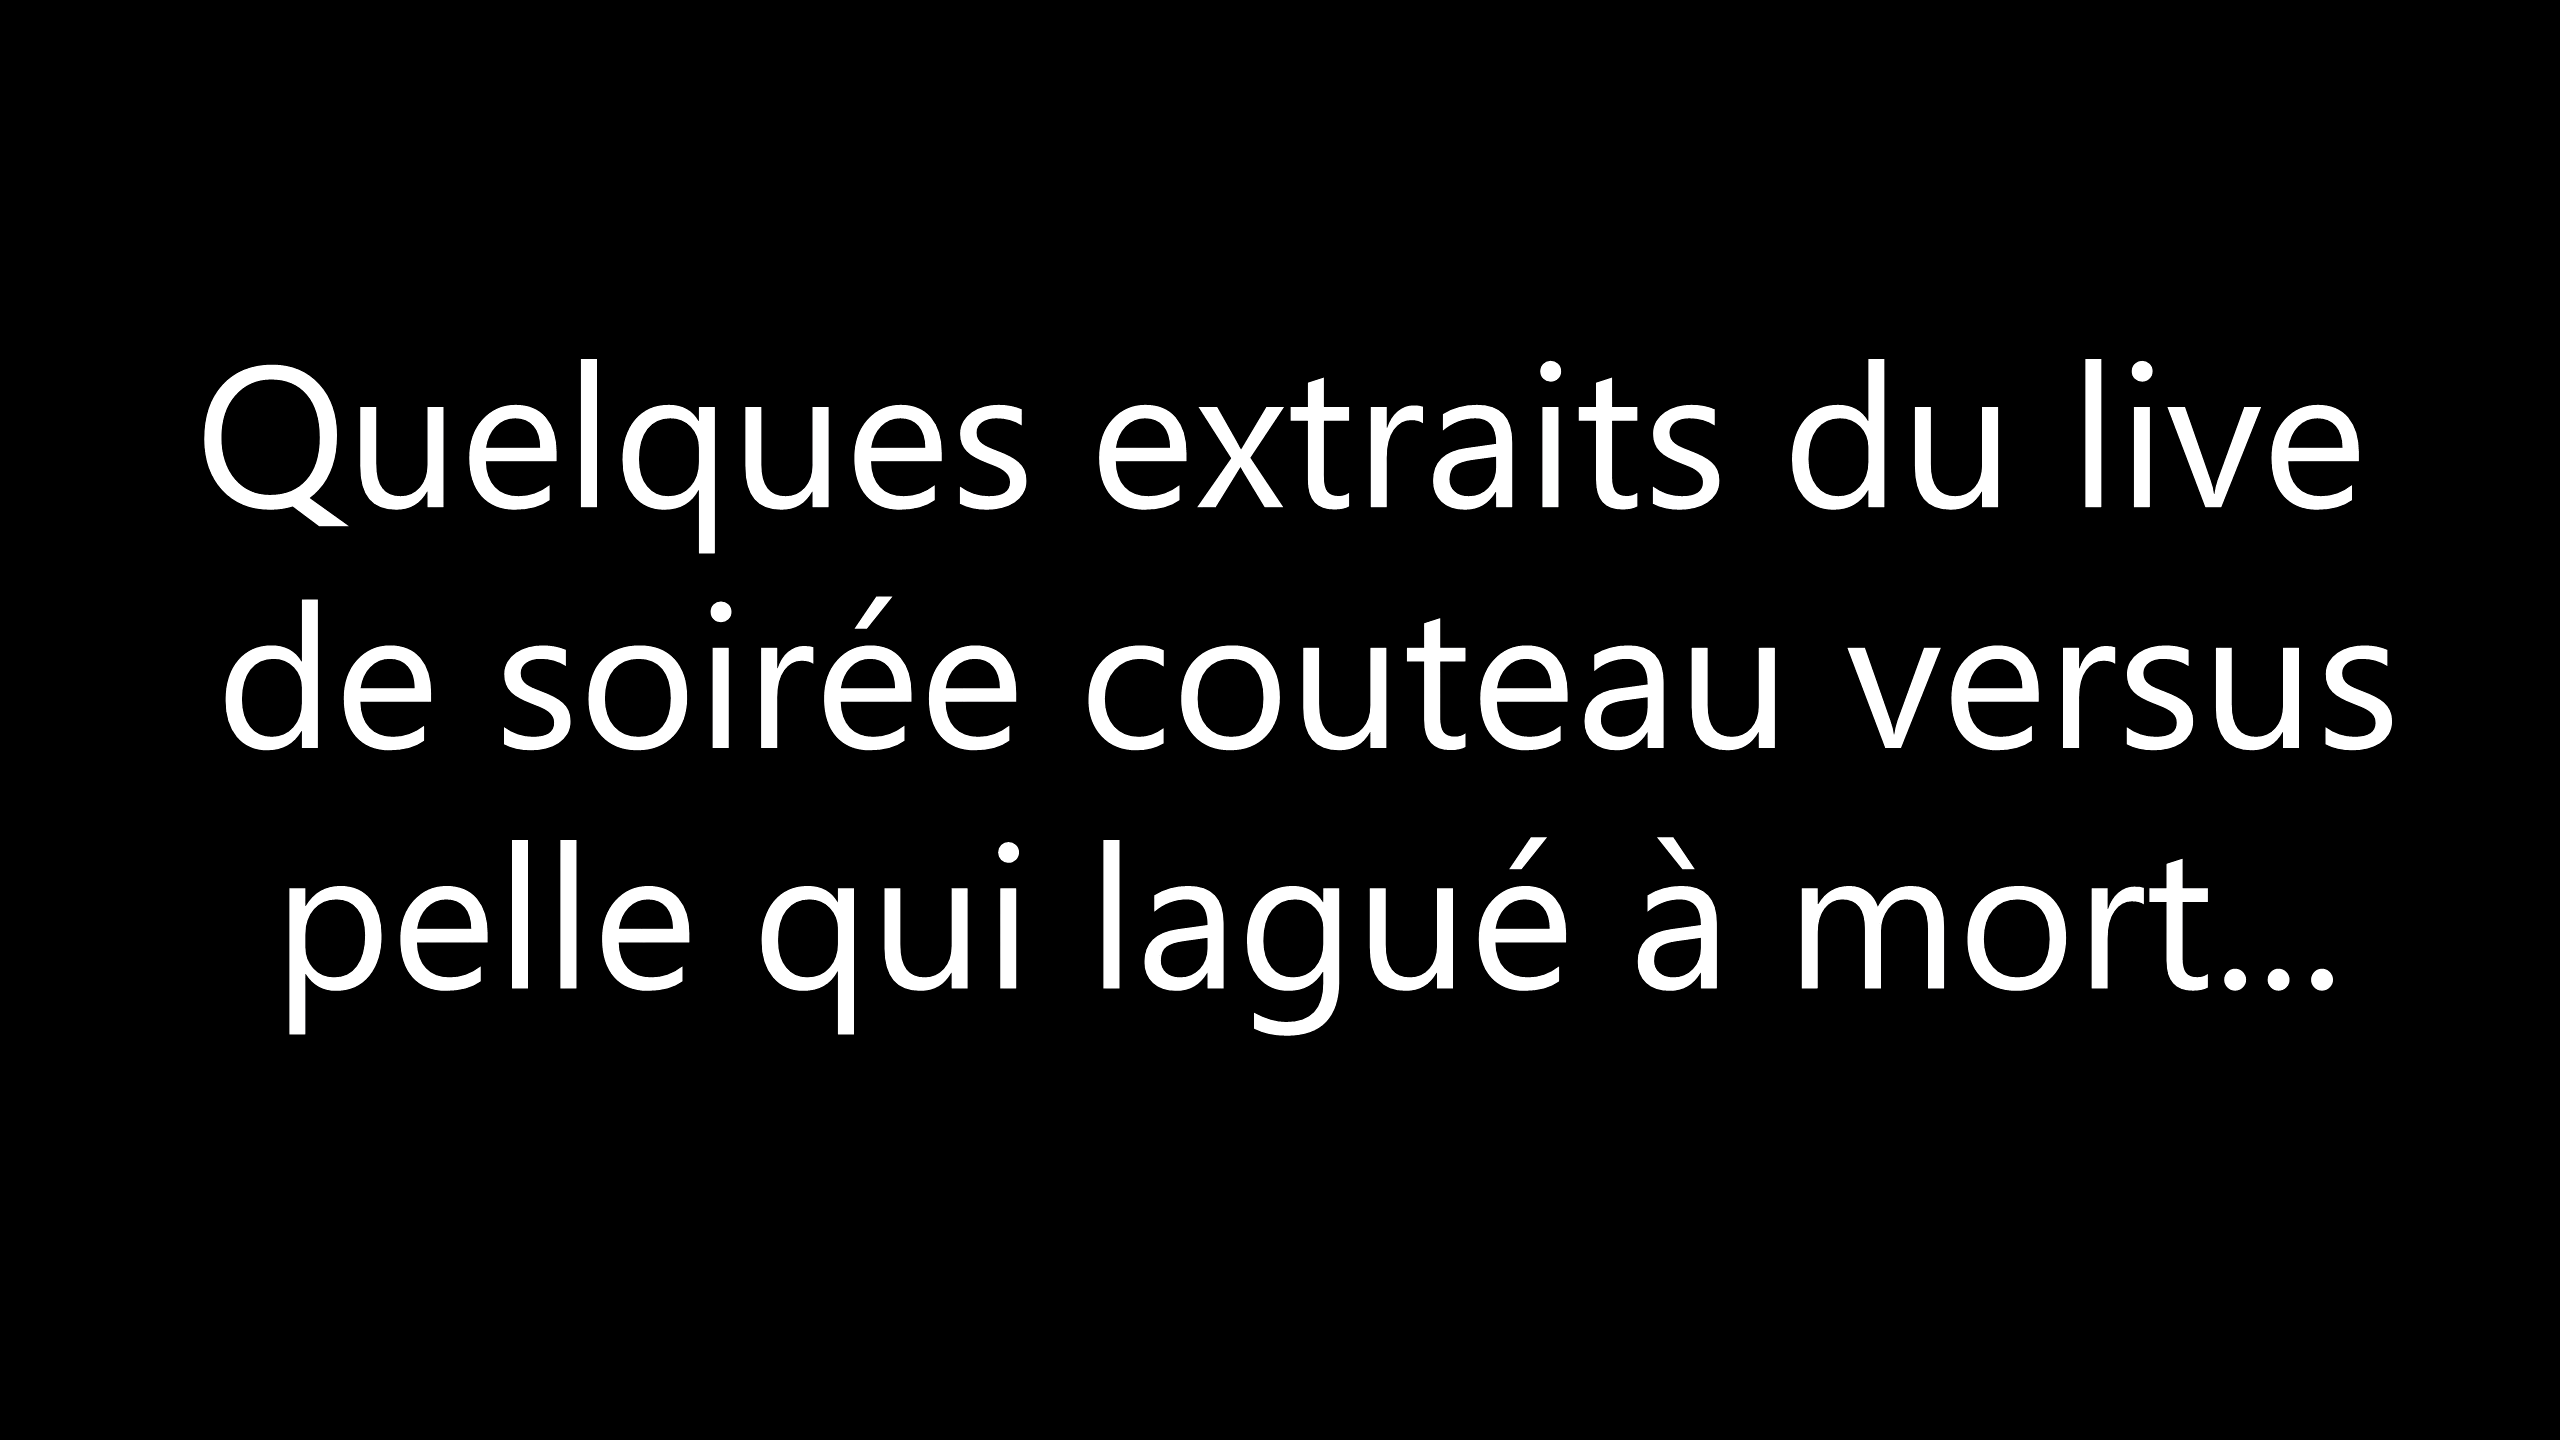 Quelques extraits du live
de soirée couteau versus
pelle qui lagué à mort...